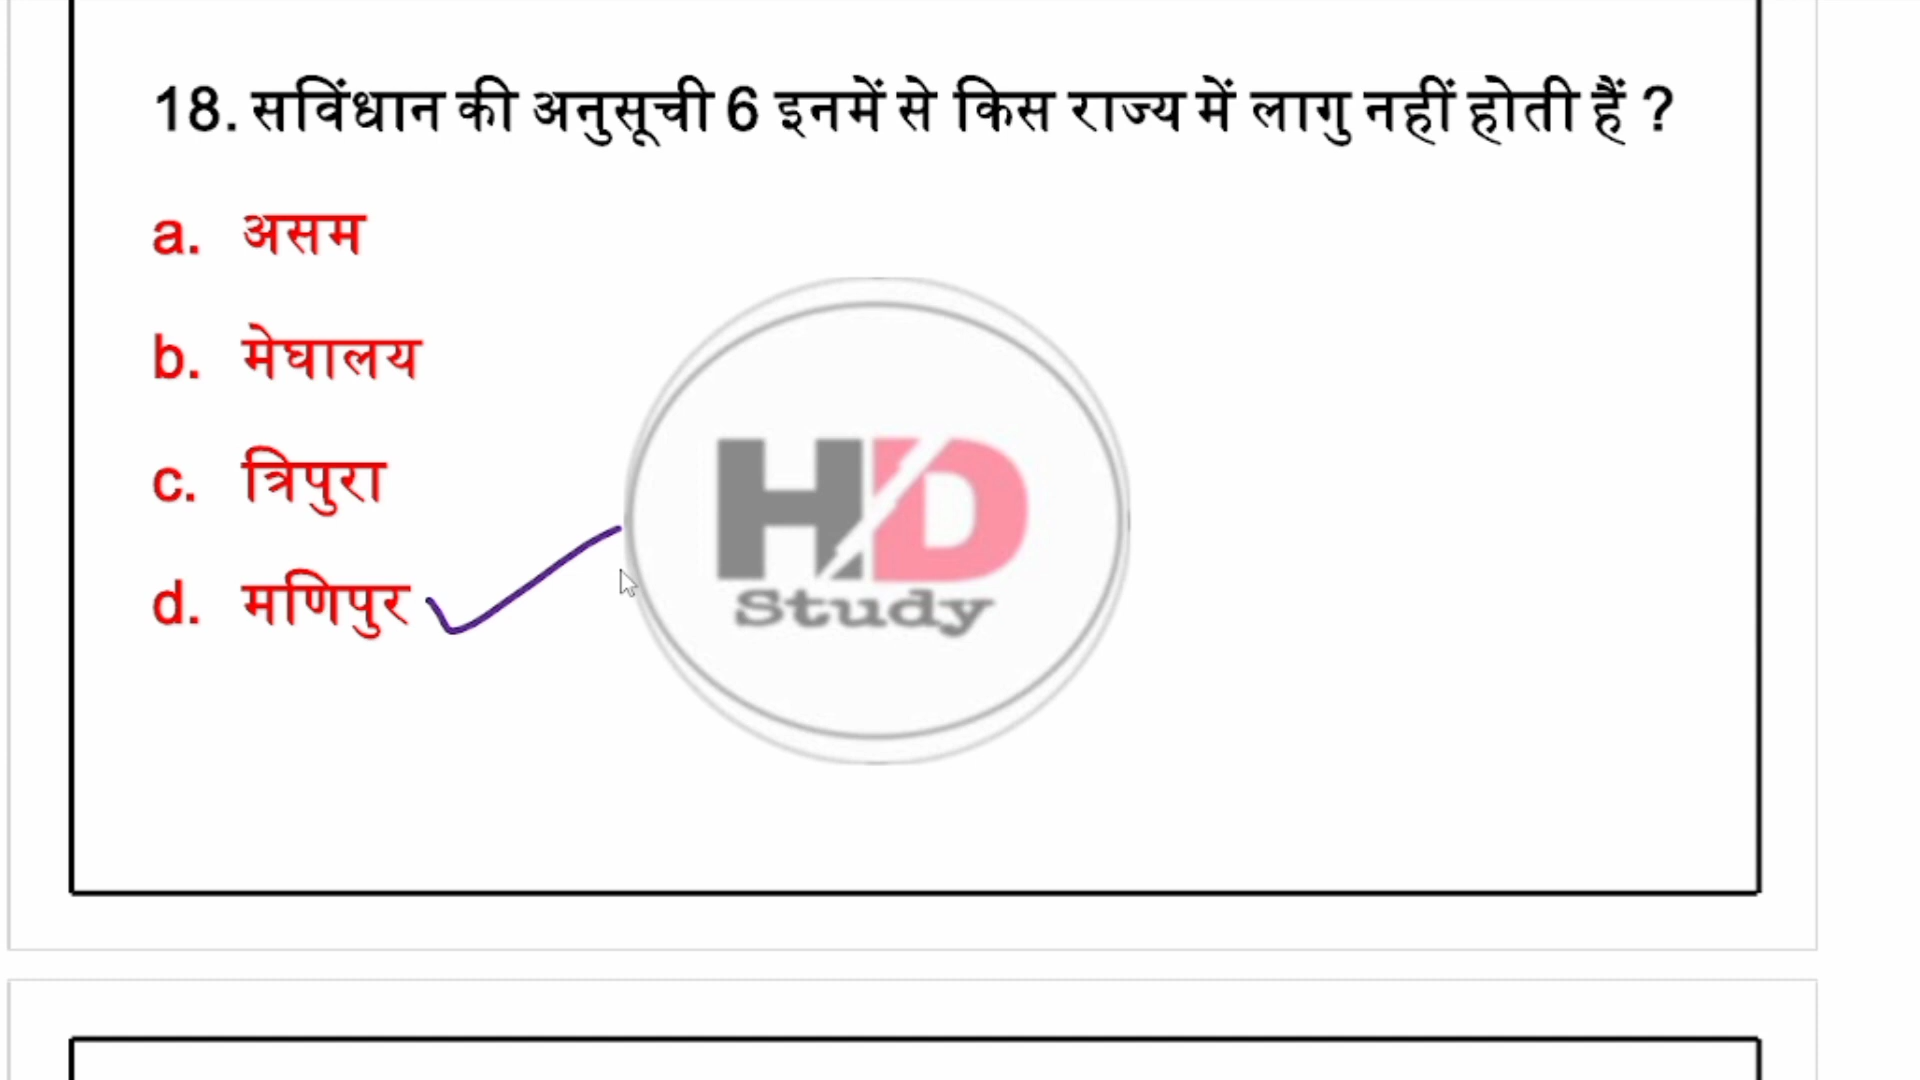 18. सविंधान की अनुसूची 6 इनमें से किस राज्य में लागु नहीं होती हैं ?
a. असम
b. मेघालय
c. त्रिपुरा
d. मणिपुर
HD
Study